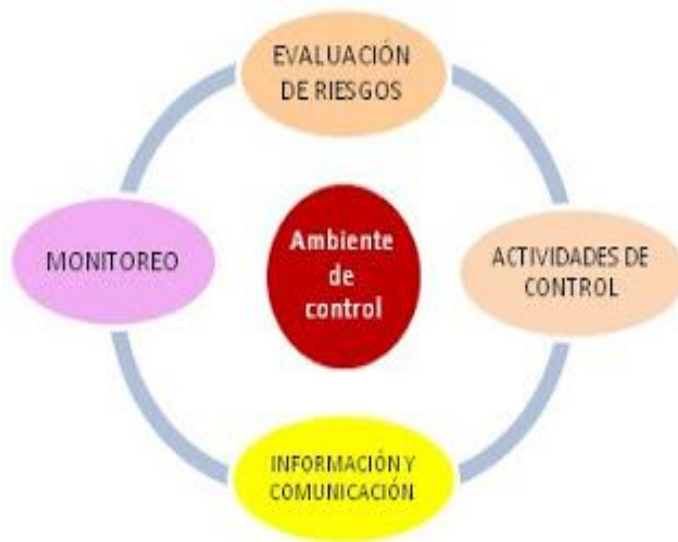 EVALUACIÓN
DE RIESGOS
MONITOREO
Ambiente
de
control
ACTIVIDADES DE
CONTROL
INFORMACIÓN Y
COMUNICACIÓN